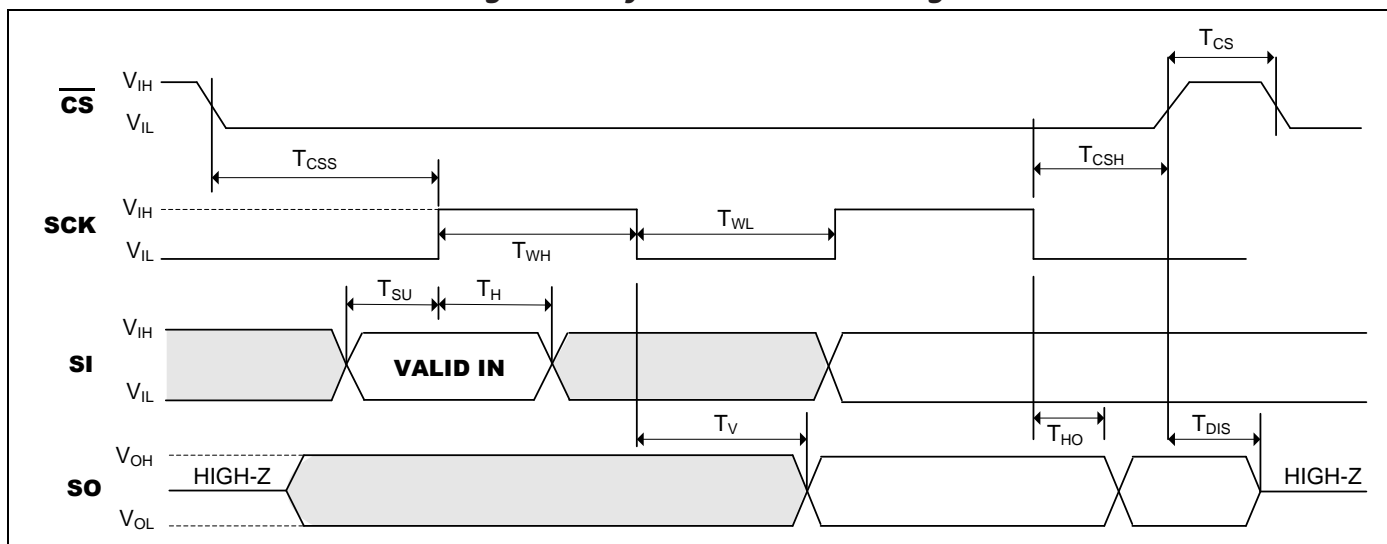 T_CS
V_IH
CS
V_IL
T_CSS
T_CSH
V_IH
SCK
T_WL
T_WH
V_IL
T_SU
T_H
V_IH
SI
VALID IN
V_IL
T_V
T_HO
T_DIS
V_OH
HIGH-Z
HIGH-Z
SO
V_OL